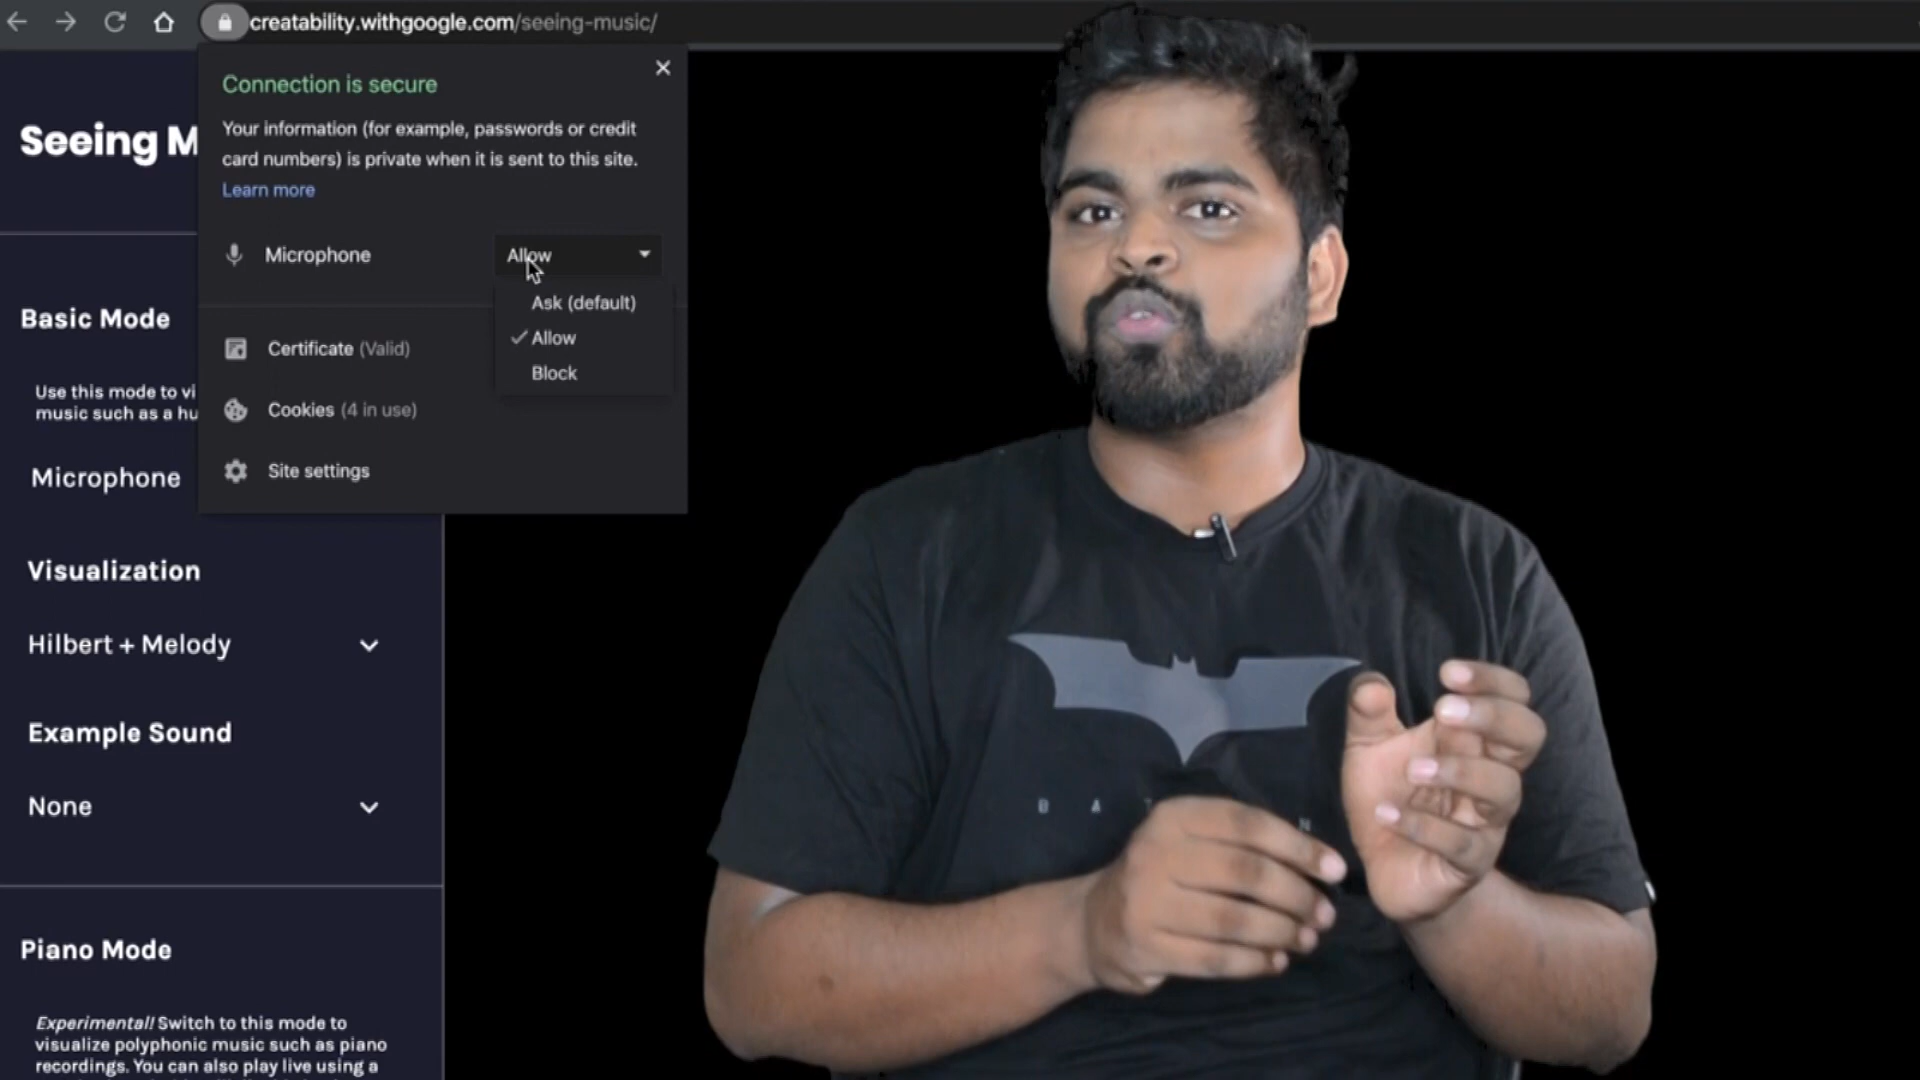 creatability.withgoogle.com/seeing-music/
Connection is secure
Your information (for example, passwords or credit
card numbers) is private when it is sent to this site.
Learn more
Microphone
Allow
Ask (default)
Allow
Block
Certificate (Valid)
Cookies (4 in use)
Site settings
Seeing M
Basic Mode
Use this mode to vi
music such as a hu
Microphone
Visualization
Hilbert + Melody
Example Sound
None
Piano Mode
Experimental! Switch to this mode to
visualize polyphonic music such as piano
recordings. You can also play live using a